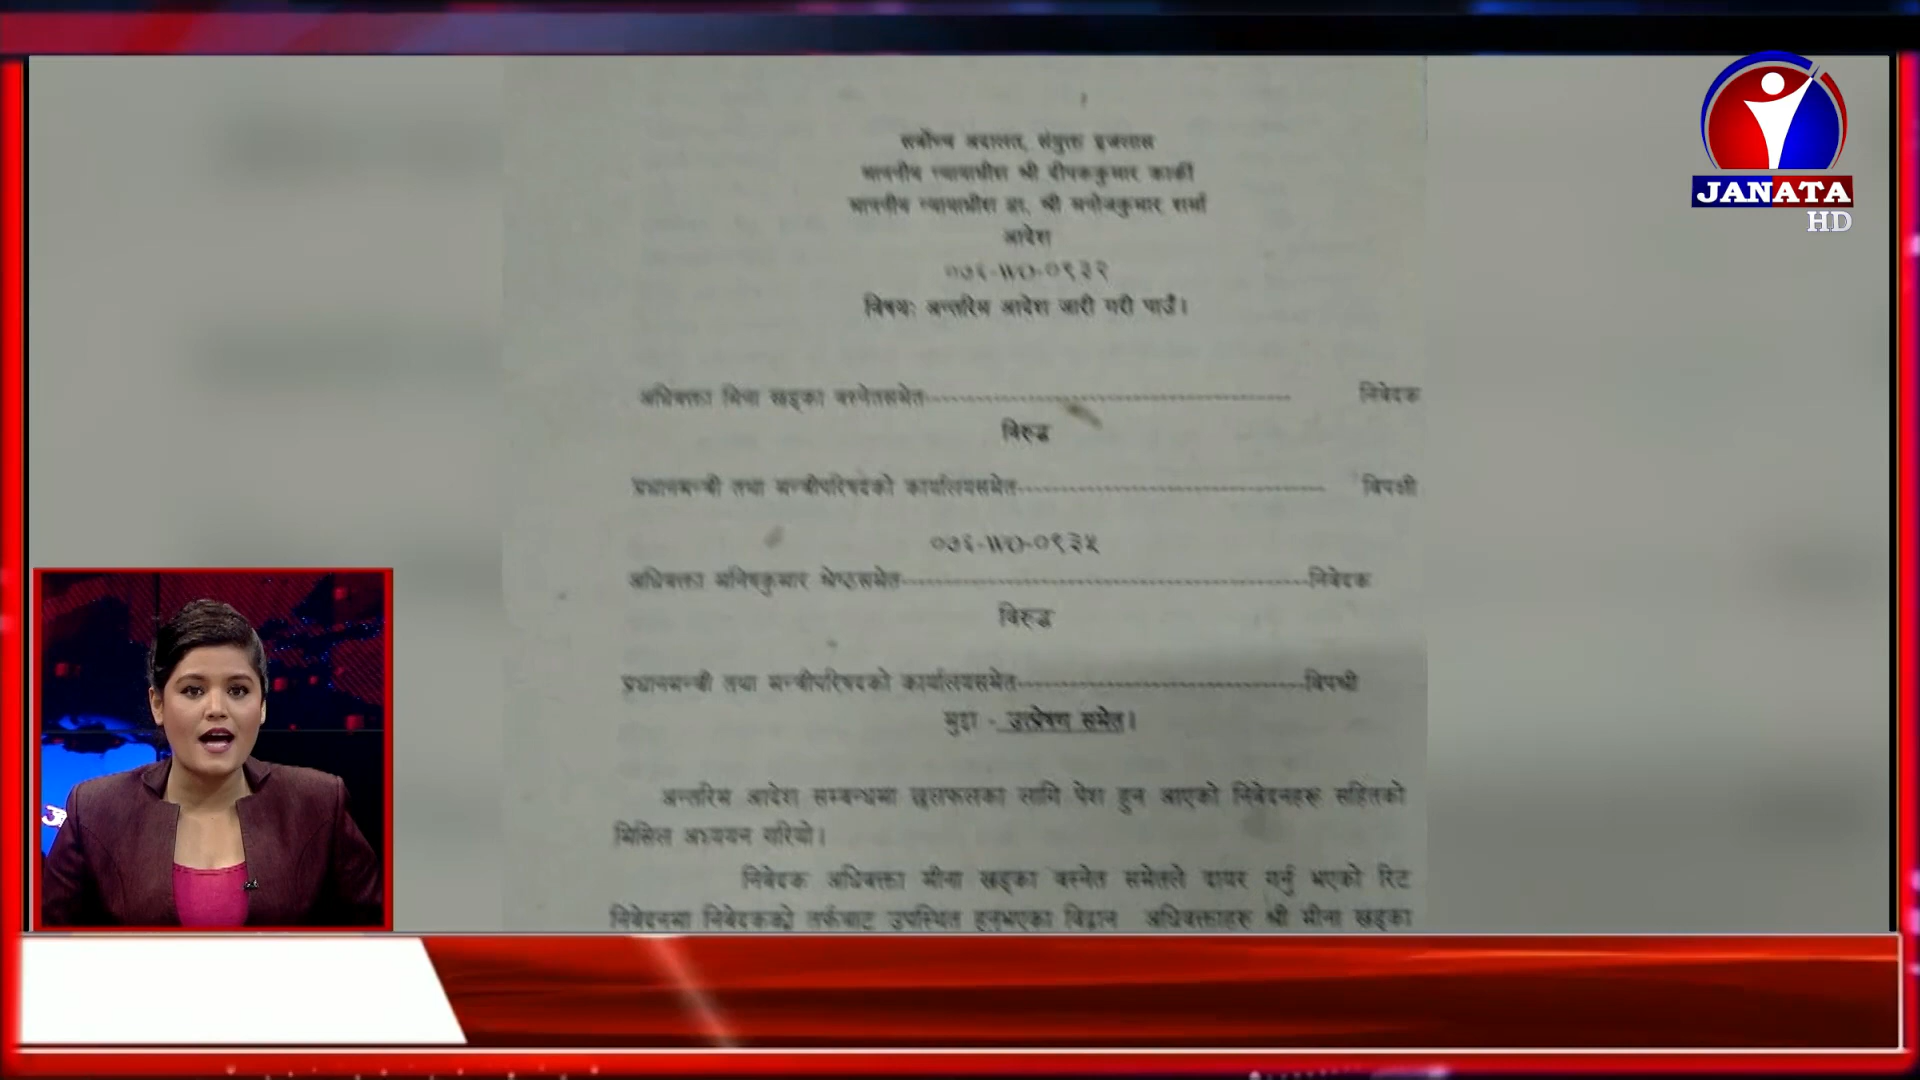 JANATA
HD
सर्वोच्च अदालत, संयुक्त इजलास
माननीय न्यायाधीश श्री दीपककुमार कार्की
माननीय न्यायाधीश डा. श्री मनोजकुमार शर्मा
आदेश
०७६-WO-०९३२
विषयः अन्तरिम आदेश जारी गरी पाउँ।
अधिवक्ता मिना खड्का बस्नेतसमेत------------------------------------------निवेदक
विरुद्ध
प्रधानमन्त्री तथा मन्त्रीपरिषदको कार्यालयसमेत------------------------------------विपक्षी
०७६-WO-०९३५
अधिवक्ता मनिषकुमार श्रेष्ठसमेत------------------------------------------------निवेदक
विरुद्ध
प्रधानमन्त्री तथा मन्त्रीपरिषदको कार्यालयसमेत----------------------------------विपक्षी
मुद्दा - उत्प्रेषण समेत।
अन्तरिम आदेश सम्बन्धमा छलफलका लागि पेश हुन आएको निवेदनहरू सहितको
मिसिल अध्ययन गरियो।
निवेदक अधिवक्ता मीना खड्का बस्नेत समेतले दायर गर्नु भएको रिट
निवेदनमा निवेदकको तर्फबाट उपस्थित हुनुभएका विद्वान अधिवक्ताहरु श्री मीना खड्का